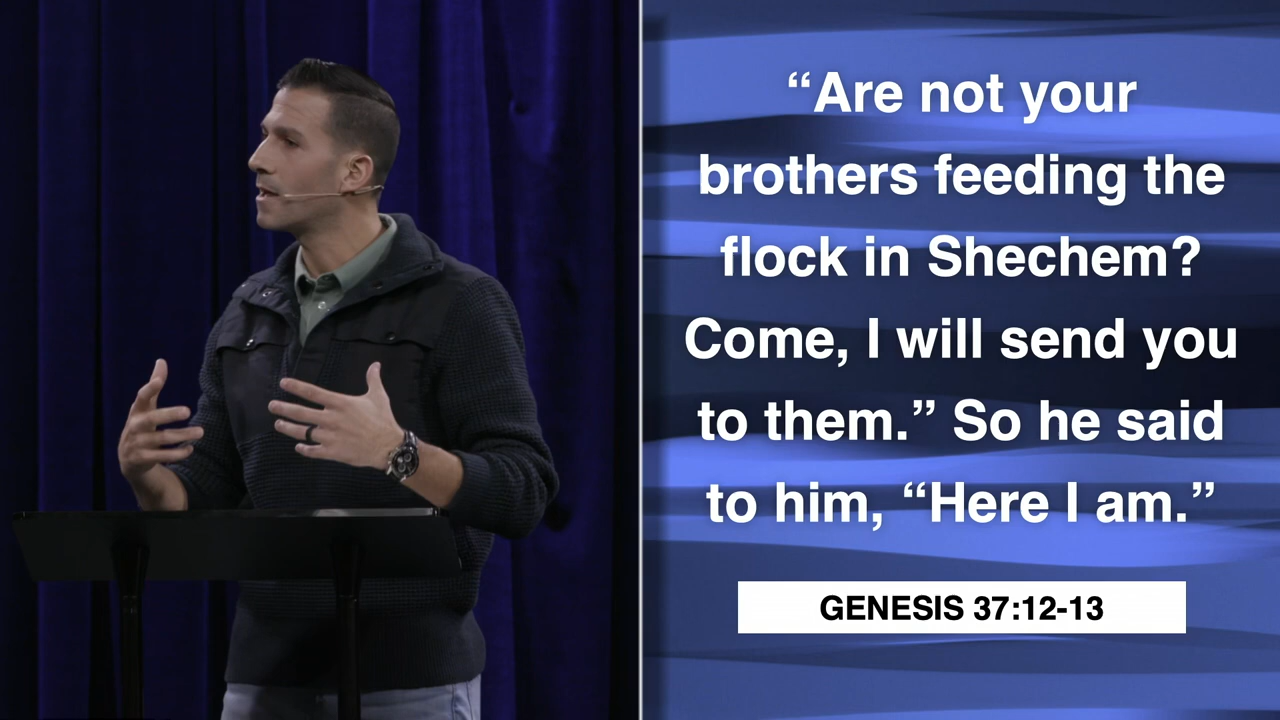 “Are not your
brothers feeding the
flock in Shechem?
Come, I will send you
to them.” So he said
to him, “Here I am.”
GENESIS 37:12-13